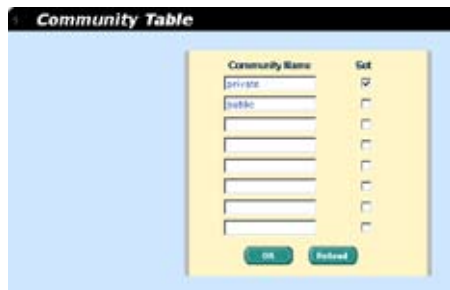 Community Table
Community Name Set
private
public
OK Reload